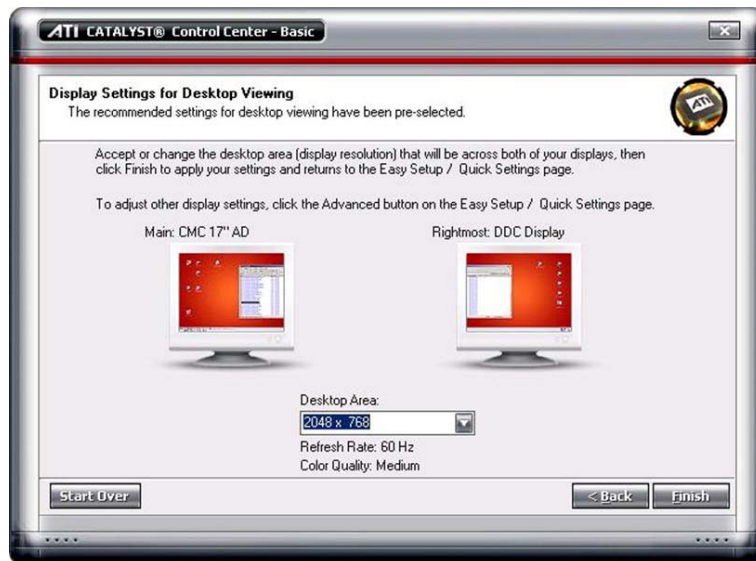 ATI CATALYST® Control Center - Basic
Display Settings for Desktop Viewing
The recommended settings for desktop viewing have been pre-selected.
ATI
Accept or change the desktop area (display resolution) that will be across both of your displays, then
click Finish to apply your settings and returns to the Easy Setup / Quick Settings page.
To adjust other display settings, click the Advanced button on the Easy Setup / Quick Settings page.
Main: CMC 17" AD
Rightmost: DDC Display
Desktop Area:
2048 x 768
Refresh Rate: 60 Hz
Color Quality: Medium
Start Over
< Back
Finish